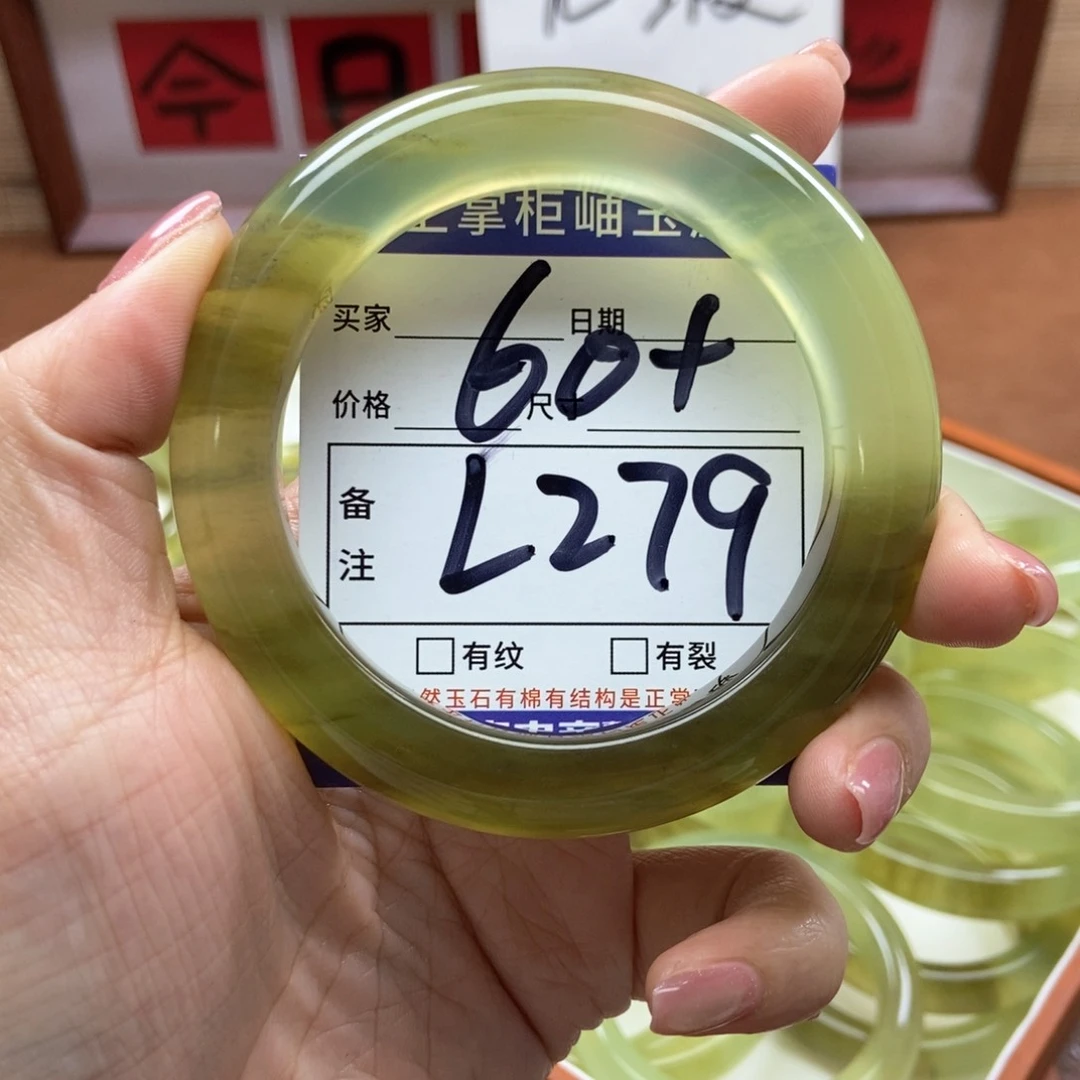 今日
掌柜岫玉
买家 日期
60+
价格 尺寸
备注
L279
有纹 有裂
然玉石有棉有结构是正常